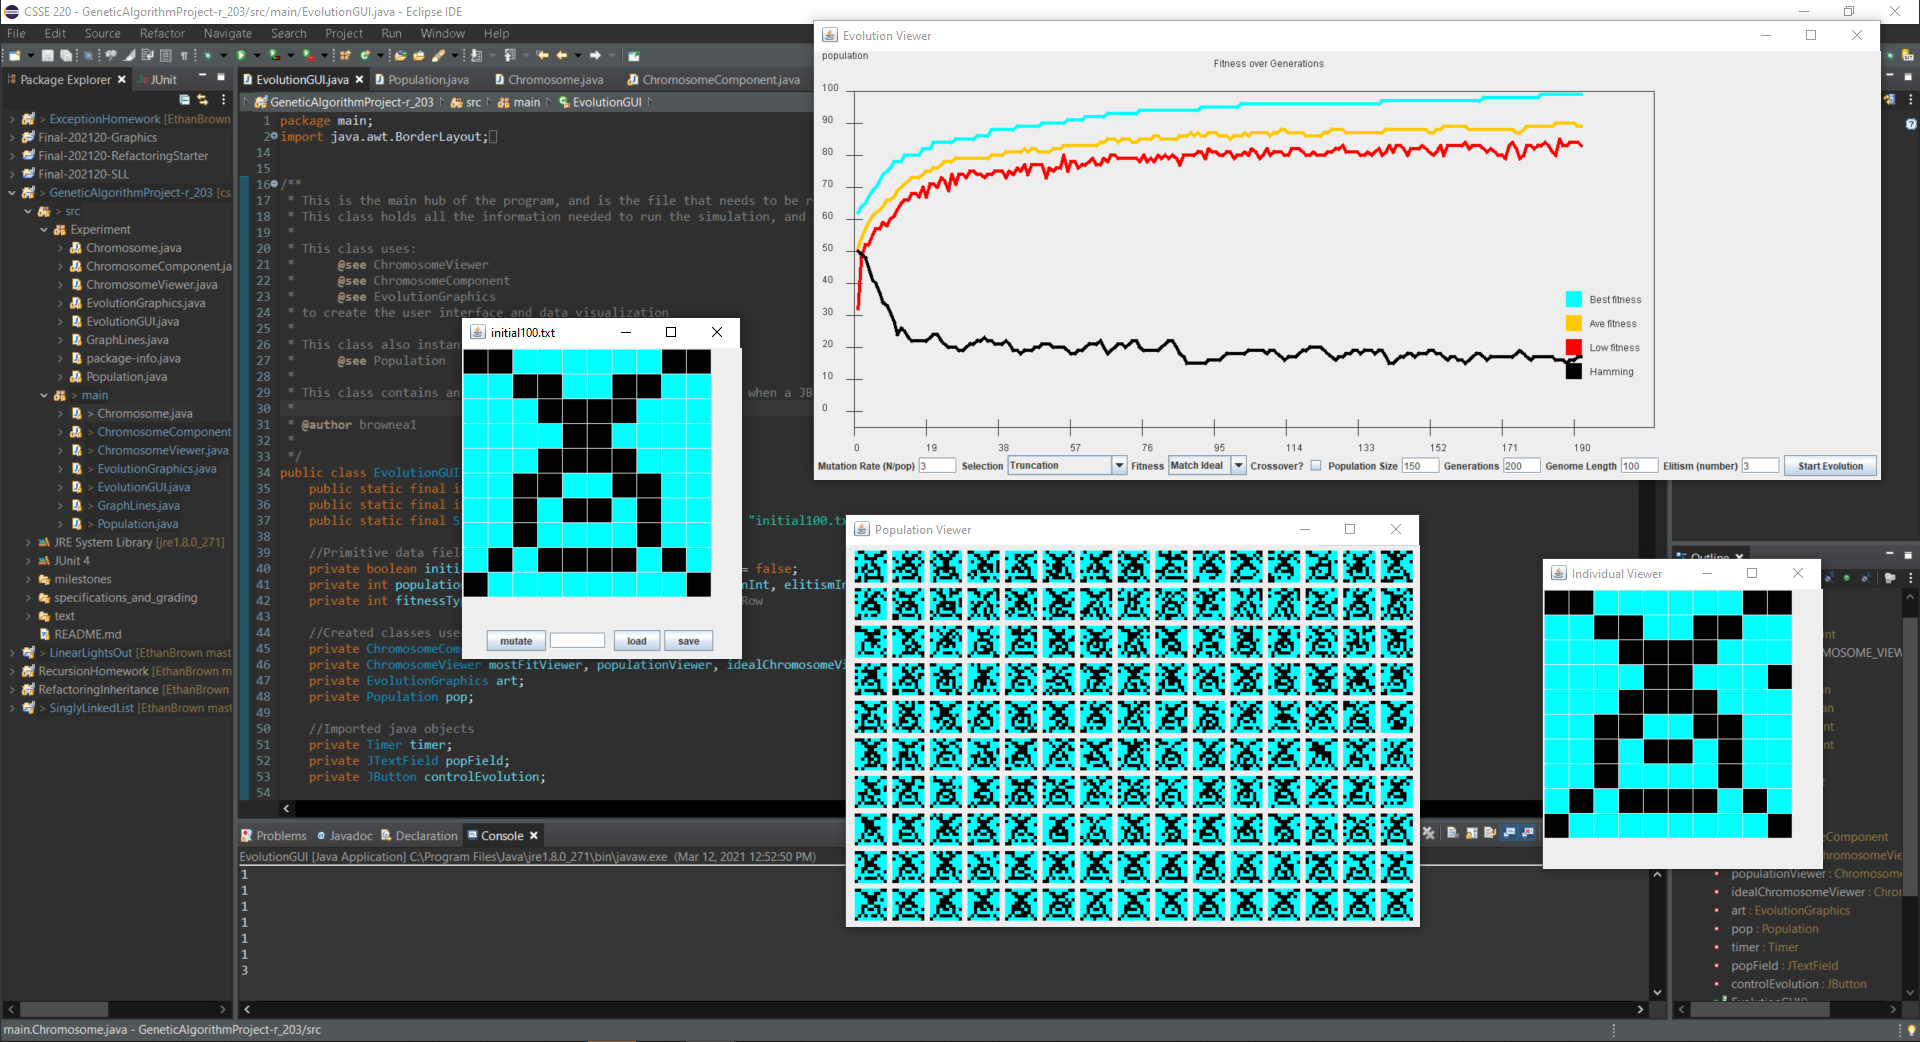 CSSE 220 - GeneticAlgorithmProject-r_203/src/main/EvolutionGUI.java - Eclipse IDE
File Edit Source Refactor Navigate Search Project Run Window Help
Package Explorer JUnit
> ExceptionHomework [EthanBrown
Final-202120-Graphics
Final-202120-RefactoringStarter
Final-202120-SLL
> GeneticAlgorithmProject-r_203 [cs
> src
Experiment
Chromosome.java
ChromosomeComponent.ja
ChromosomeViewer.java
EvolutionGraphics.java
EvolutionGUI.java
GraphLines.java
package-info.java
Population.java
> main
> Chromosome.java
> ChromosomeComponent
> ChromosomeViewer.java
> EvolutionGraphics.java
> EvolutionGUI.java
> GraphLines.java
> Population.java
JRE System Library [jre1.8.0_271]
JUnit 4
milestones
specifications_and_grading
text
README.md
> LinearLightsOut [EthanBrown mast
RecursionHomework [EthanBrown m
RefactoringInheritance [EthanBrown
> SinglyLinkedList [EthanBrown mast
EvolutionGUI.java Population.java Chromosome.java ChromosomeComponent.java
GeneticAlgorithmProject-r_203 src main EvolutionGUI
1 package main;
2 import java.awt.BorderLayout;
14
15
16 /**
17 * This is the main hub of the program, and is the file that needs to be r
18 * This class holds all the information needed to run the simulation, and
19 *
20 * This class uses:
21 * @see ChromosomeViewer
22 * @see ChromosomeComponent
23 * @see EvolutionGraphics
24 * to create the user interface and data visualization
25 *
26 * This class also instant
27 * @see Population
28 *
29 * This class contains an when a JB
30 *
31 * @author brownea1
32 *
33 */
34 public class EvolutionGUI
35 public static final i
36 public static final i
37 public static final S "initial100.tx
38
39 //Primitive data fiel
40 private boolean initi = false;
41 private int population nInt, elitismIn
42 private int fitnessTy Row
43
44 //Created classes use
45 private ChromosomeCom
46 private ChromosomeViewer mostFitViewer, populationViewer, idealChromosomeVi
47 private EvolutionGraphics art;
48 private Population pop;
49
50 //Imported java objects
51 private Timer timer;
52 private JTextField popField;
53 private JButton controlEvolution;
54
initial100.txt
mutate load save
Evolution Viewer
population
Fitness over Generations
100
90
80
70
60
50
40
30
20
10
0
0 19 38 57 76 95 114 133 152 171 190
Best fitness
Ave fitness
Low fitness
Hamming
Mutation Rate (N/pop) 3 Selection Truncation Fitness Match Ideal Crossover? Population Size 150 Generations 200 Genome Length 100 Elitism (number) 3 Start Evolution
Population Viewer
Individual Viewer
Outline
nt
MOSOME_VIEW
an
an
ent
ent
eComponent
hromosomeVie
populationViewer : Chromosome
idealChromosomeViewer : Chror
art : EvolutionGraphics
pop : Population
timer : Timer
popField : JTextField
controlEvolution : JButton
Problems Javadoc Declaration Console
EvolutionGUI [Java Application] C:\Program Files\Java\jre1.8.0_271\bin\javaw.exe (Mar 12, 2021 12:52:50 PM)
1
1
1
1
1
1
3
main.Chromosome.java - GeneticAlgorithmProject-r_203/src